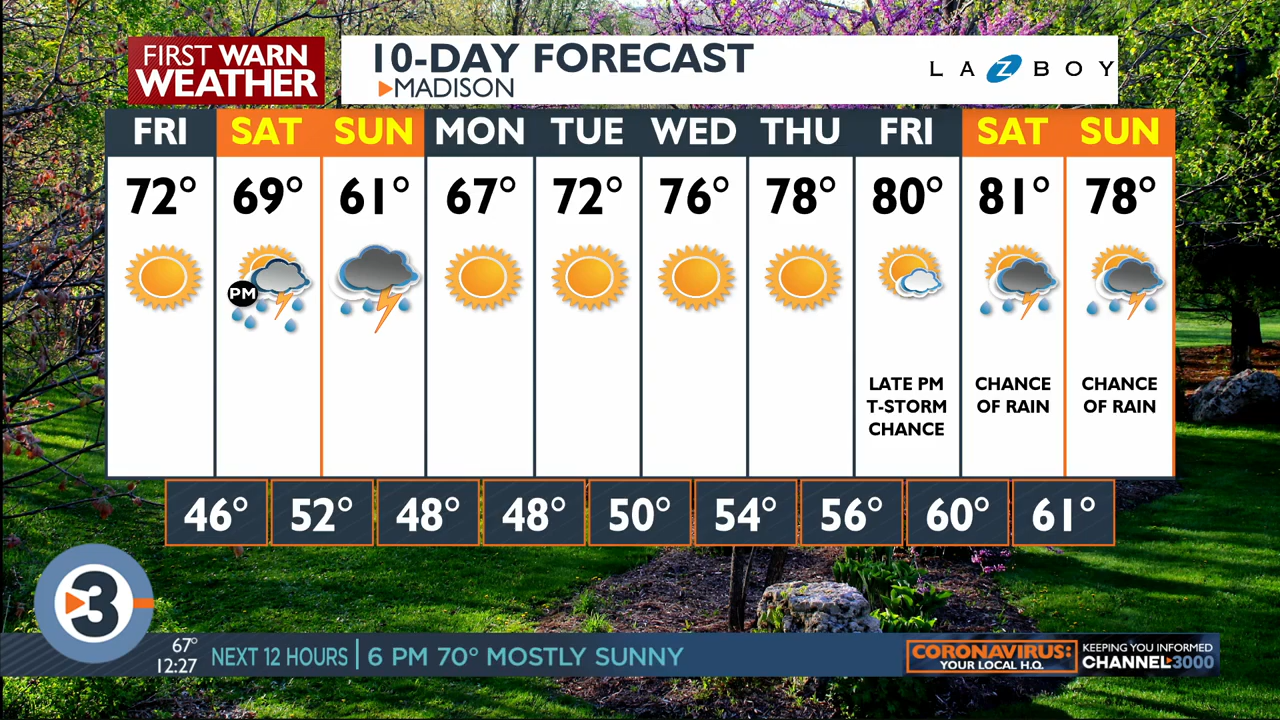 FIRST WARN
WEATHER
10-DAY FORECAST
MADISON
LA Z BOY
FRI SAT SUN MON TUE WED THU FRI SAT SUN
72° 69° 61° 67° 72° 76° 78° 80° 81° 78°
PM
LATE PM CHANCE CHANCE
T-STORM OF RAIN OF RAIN
CHANCE
46° 52° 48° 48° 50° 54° 56° 60° 61°
3
67°
12:27
NEXT 12 HOURS
6 PM 70° MOSTLY SUNNY
CORONAVIRUS:
YOUR LOCAL H.Q.
KEEPING YOU INFORMED
CHANNEL3000